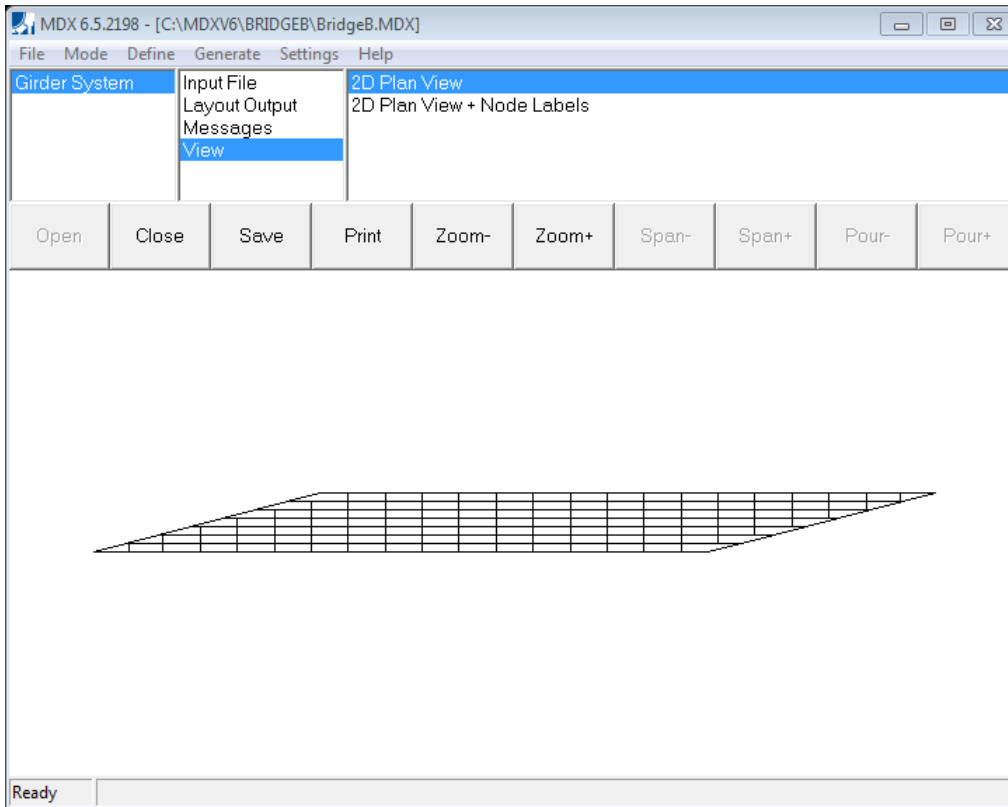 MDX 6.5.2198 - [C:\MDXV6\BRIDGEB\BridgeB.MDX]
File Mode Define Generate Settings Help
Girder System
Input File
Layout Output
Messages
View
2D Plan View
2D Plan View + Node Labels
Open Close Save Print Zoom- Zoom+ Span- Span+ Pour- Pour+
Ready